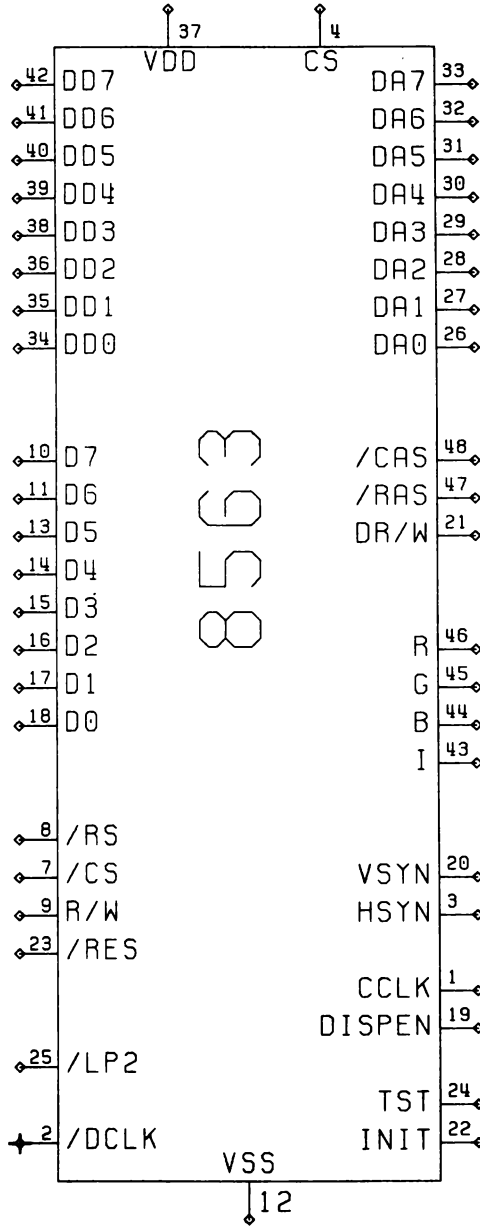 37 4
VDD CS
42 DD7 DA7 33
41 DD6 DA6 32
40 DD5 DA5 31
39 DD4 DA4 30
38 DD3 DA3 29
36 DD2 DA2 28
35 DD1 DA1 27
34 DD0 DA0 26
8563
10 D7 /CAS 48
11 D6 /RAS 47
13 D5 DR/W 21
14 D4
15 D3
16 D2 R 46
17 D1 G 45
18 D0 B 44
I 43
8 /RS
7 /CS VSYN 20
9 R/W HSYN 3
23 /RES
CCLK 1
DISPEN 19
25 /LP2
TST 24
2 /DCLK INIT 22
VSS
12